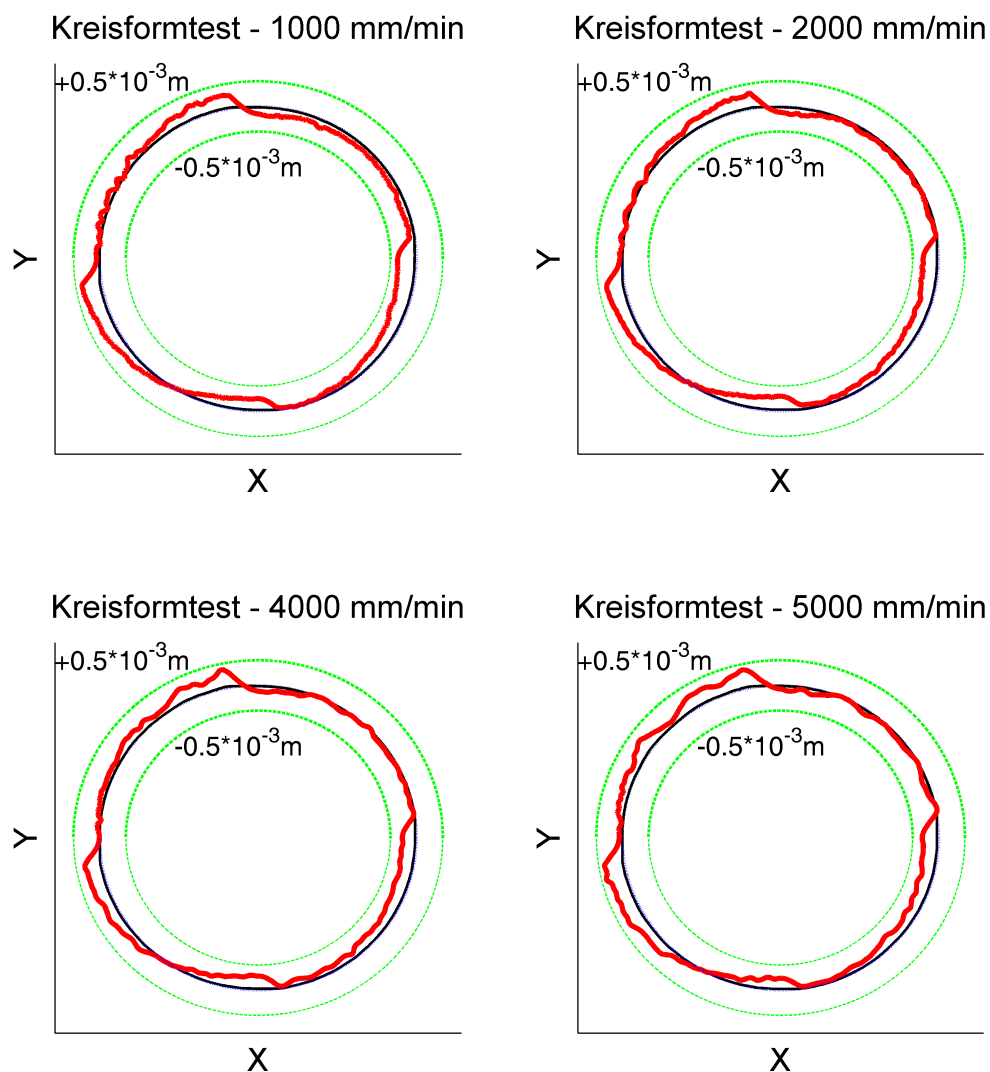 Kreisformtest - 1000 mm/min
+0.5*10⁻³m
-0.5*10⁻³m
Y
X
Kreisformtest - 2000 mm/min
+0.5*10⁻³m
-0.5*10⁻³m
Y
X
Kreisformtest - 4000 mm/min
+0.5*10⁻³m
-0.5*10⁻³m
Y
X
Kreisformtest - 5000 mm/min
+0.5*10⁻³m
-0.5*10⁻³m
Y
X